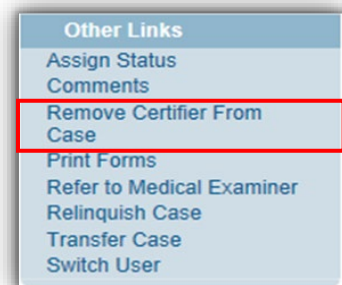 Other Links
Assign Status
Comments
Remove Certifier From
Case
Print Forms
Refer to Medical Examiner
Relinquish Case
Transfer Case
Switch User